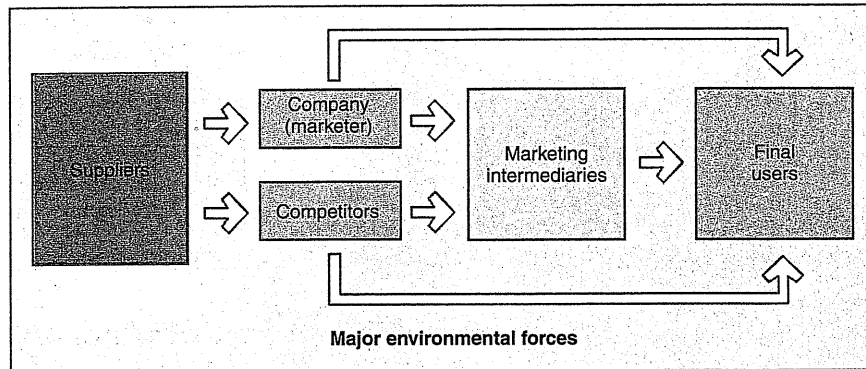 Suppliers
Company
(marketer)
Competitors
Marketing
intermediaries
Final
users
Major environmental forces